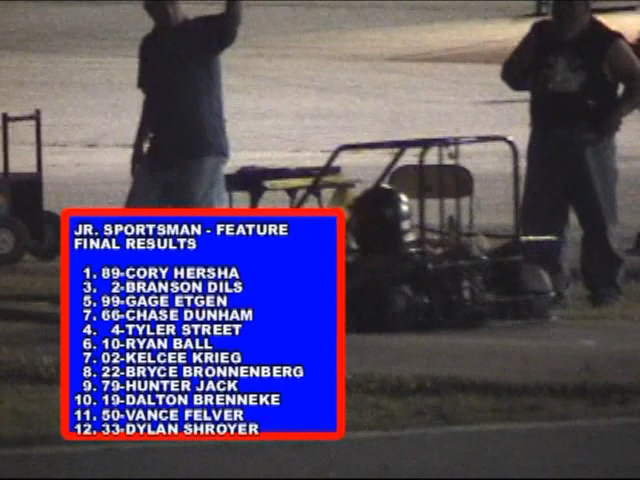 JR. SPORTSMAN - FEATURE
FINAL RESULTS
1. 89-CORY HERSHA
3. 2-BRANSON DILS
5. 99-GAGE ETGEN
7. 66-CHASE DUNHAM
4. 4-TYLER STREET
6. 10-RYAN BALL
7. 02-KELCEE KRIEG
8. 22-BRYCE BRONNENBERG
9. 79-HUNTER JACK
10. 19-DALTON BRENNEKE
11. 50-VANCE FELVER
12. 33-DYLAN SHROYER